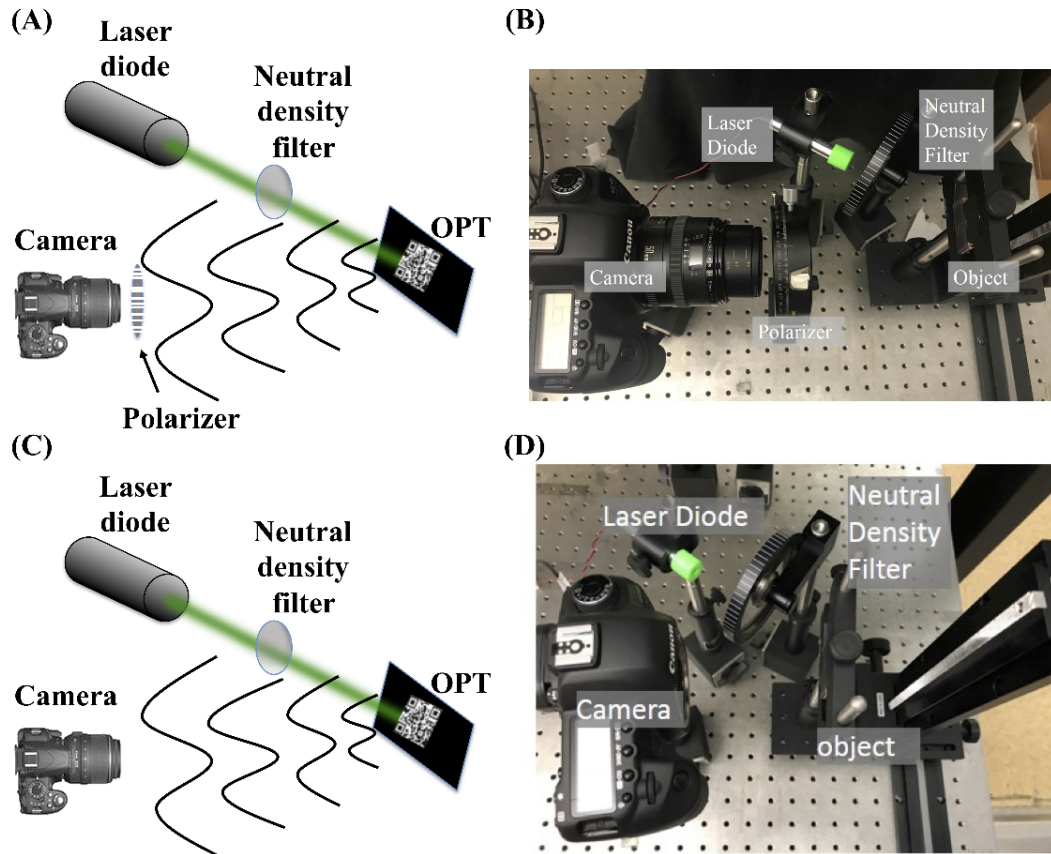 (A)
Laser
diode
Neutral
density
filter
OPT
Camera
Polarizer
(B)
Laser
Diode
Neutral
Density
Filter
Canon
Camera
Object
Polarizer
(C)
Laser
diode
Neutral
density
filter
OPT
Camera
(D)
Laser Diode
Neutral
Density
Filter
Canon
Camera
object